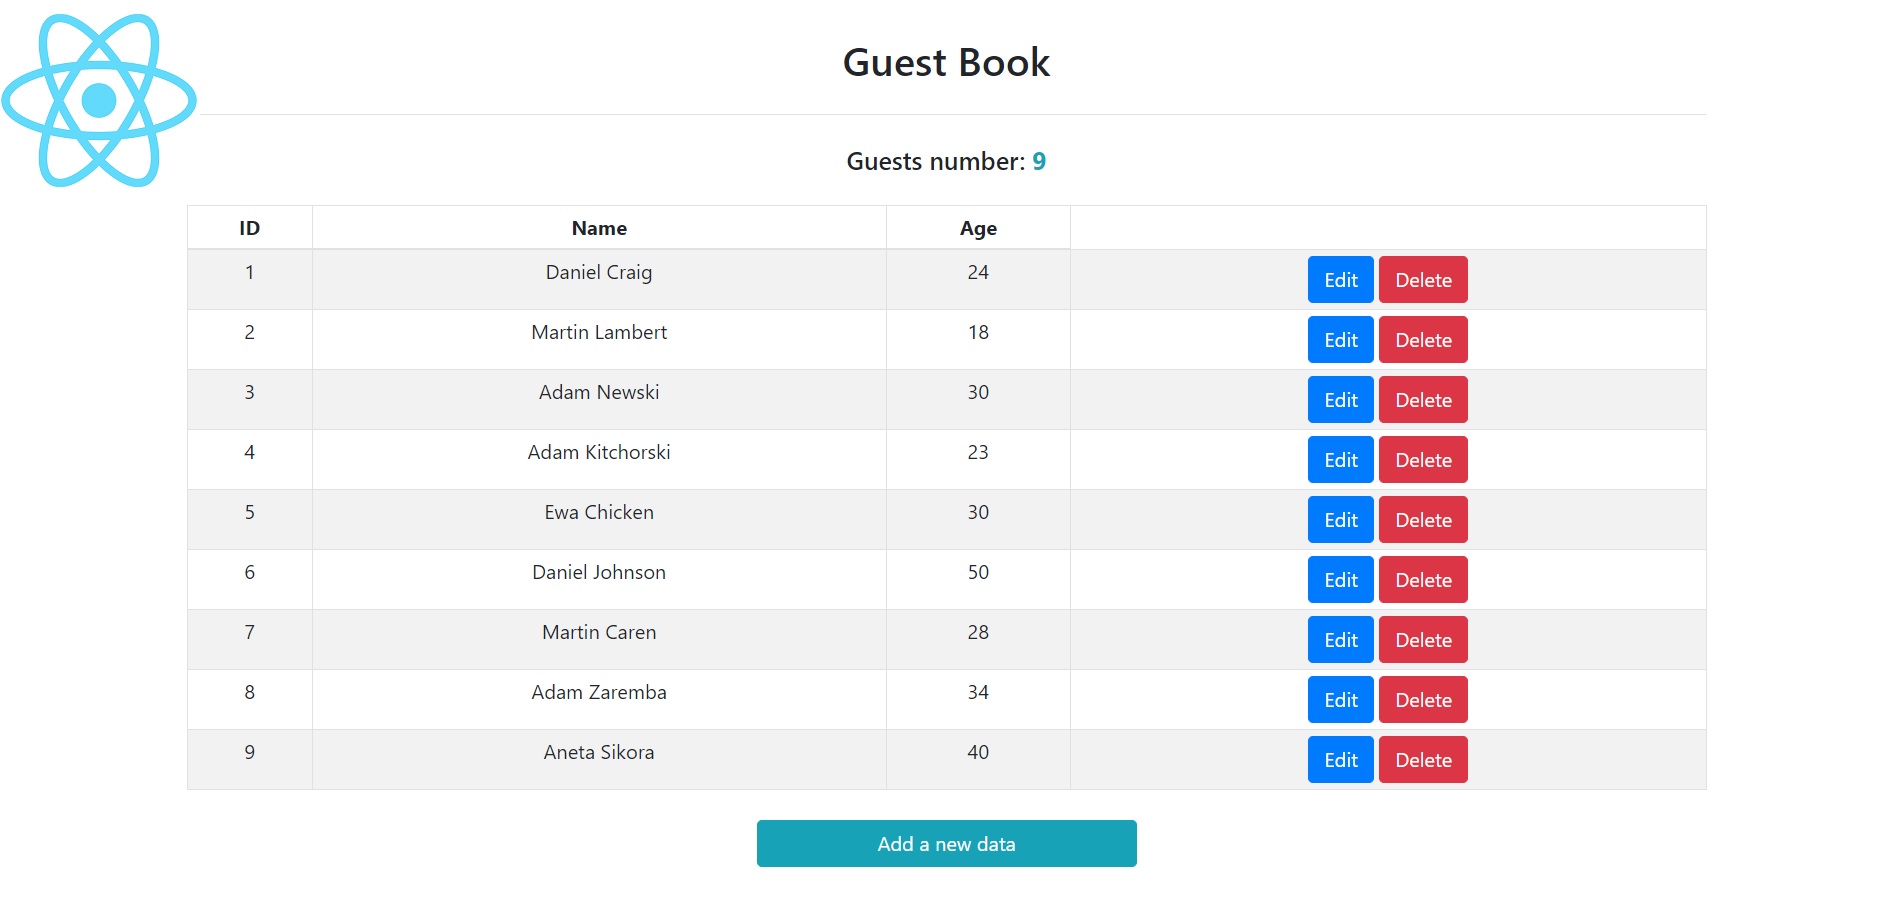 Guest Book
Guests number: 9
ID Name Age
1 Daniel Craig 24 Edit Delete
2 Martin Lambert 18 Edit Delete
3 Adam Newski 30 Edit Delete
4 Adam Kitchorski 23 Edit Delete
5 Ewa Chicken 30 Edit Delete
6 Daniel Johnson 50 Edit Delete
7 Martin Caren 28 Edit Delete
8 Adam Zaremba 34 Edit Delete
9 Aneta Sikora 40 Edit Delete
Add a new data